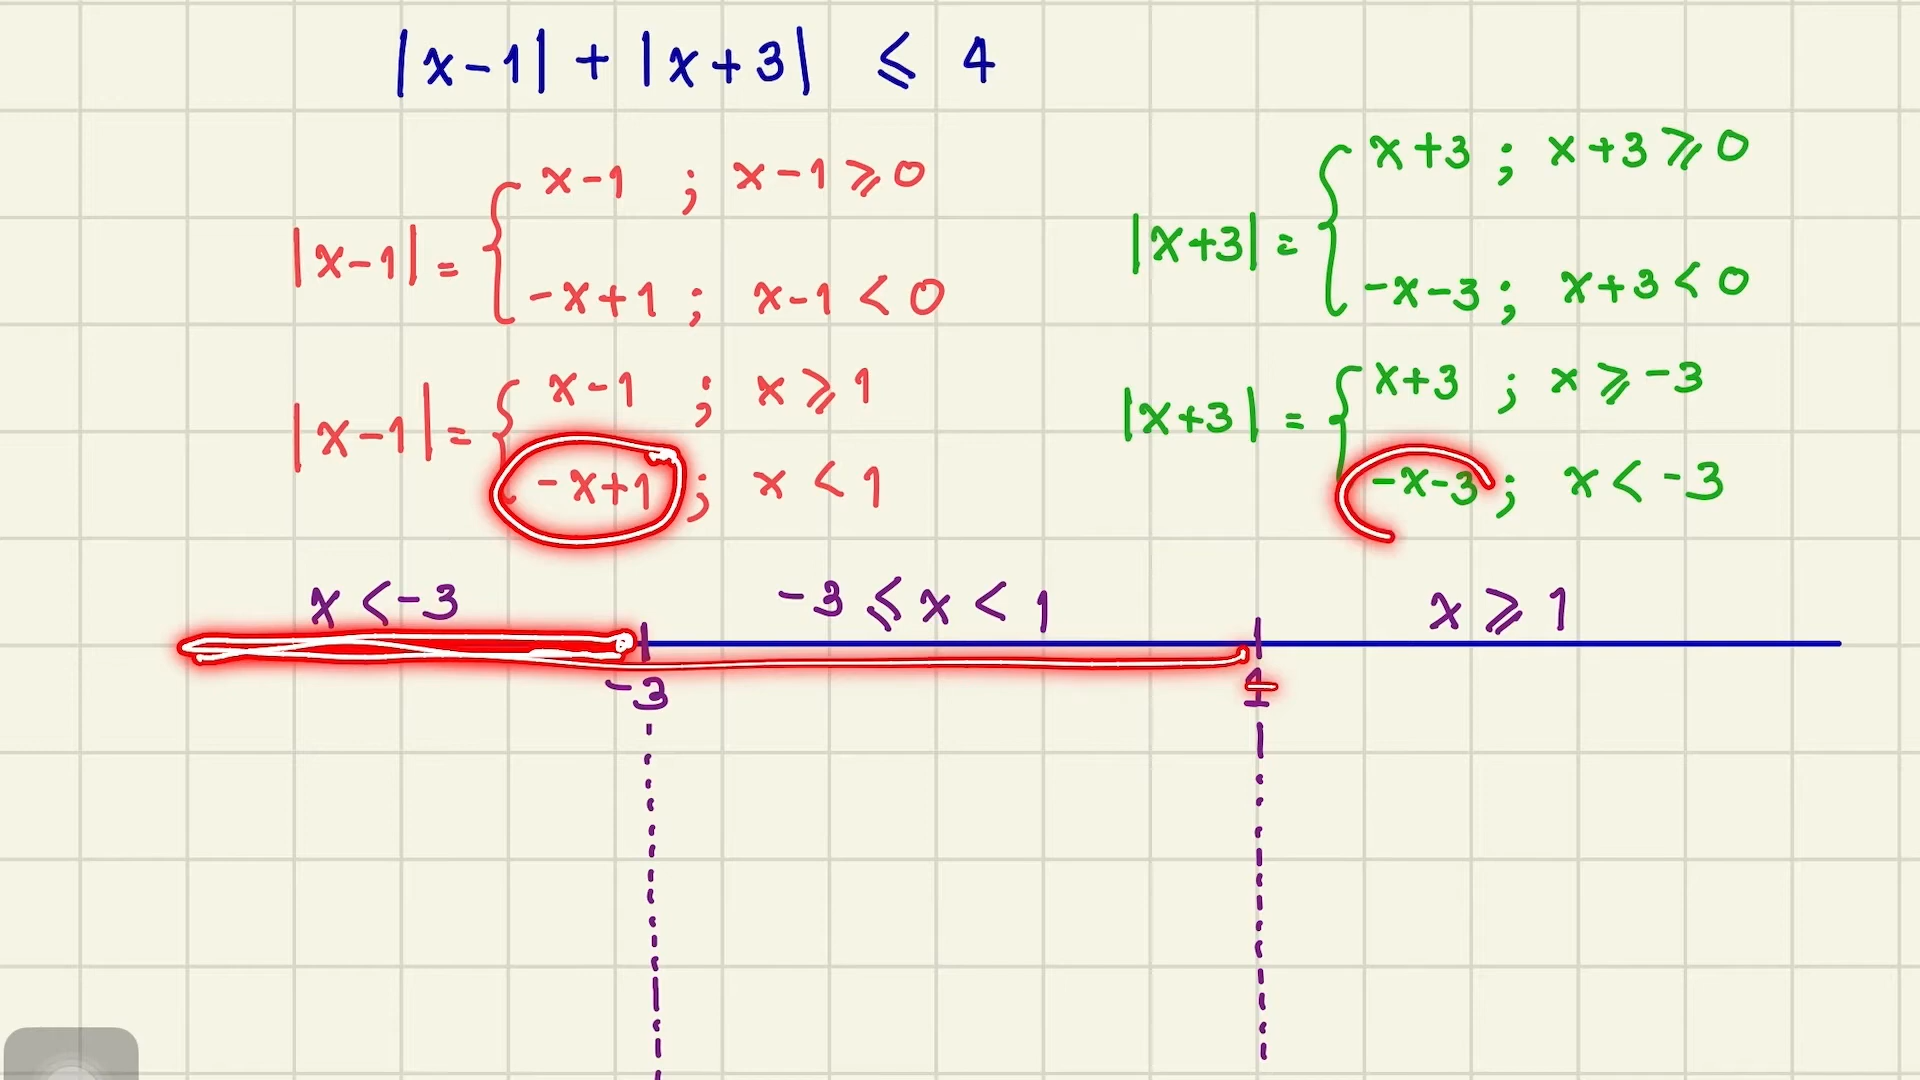 |x-1| + |x+3| ⩽ 4
|x-1| = { x-1 ; x-1 ⩾ 0
-x+1 ; x-1 < 0
|x+3| = { x+3 ; x+3 ⩾ 0
-x-3 ; x+3 < 0
|x-1| = { x-1 ; x ⩾ 1
-x+1 ; x < 1
|x+3| = { x+3 ; x ⩾ -3
-x-3 ; x < -3
x < -3 -3 ⩽ x < 1 x ⩾ 1
-3 1